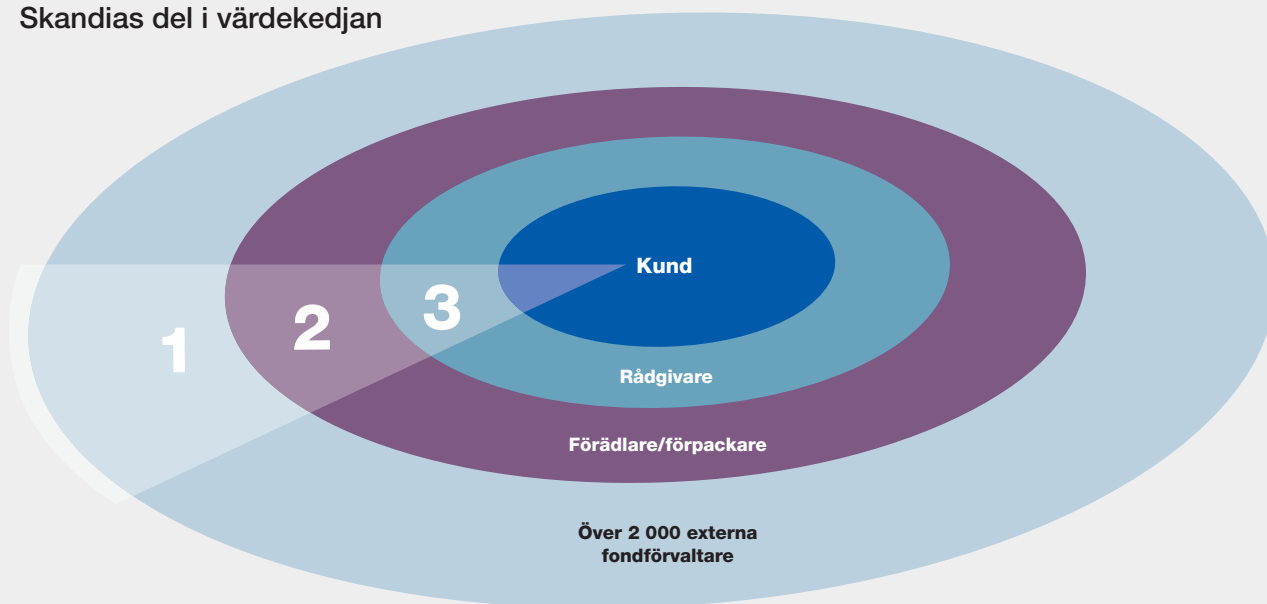 Skandias del i värdekedjan
Kund
3
2
1
Rådgivare
Förädlare/förpackare
Över 2 000 externa
fondförvaltare